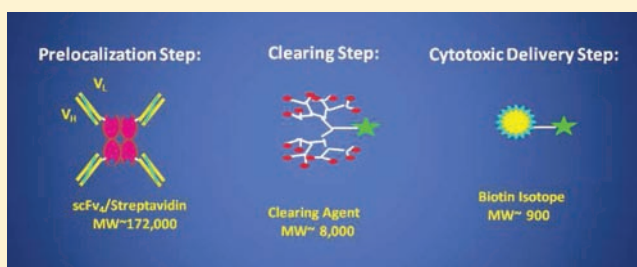 Prelocalization Step:
Clearing Step:
Cytotoxic Delivery Step:
VL
VH
scFv4/Streptavidin
MW~172,000
Clearing Agent
MW~ 8,000
Biotin Isotope
MW~ 900